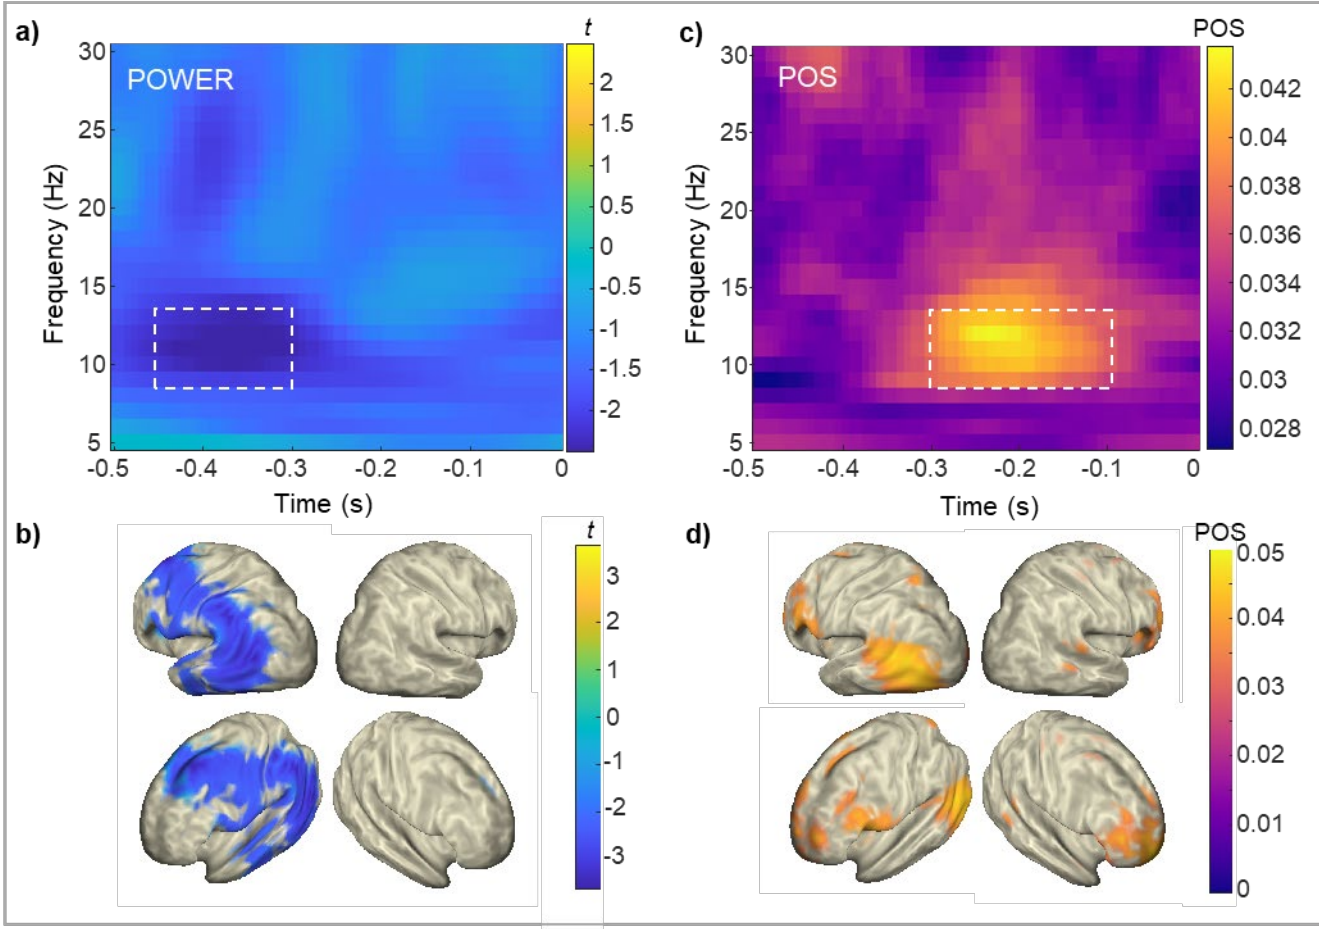 a)
t
POWER
30
25
20
15
10
5
Frequency (Hz)
-0.5 -0.4 -0.3 -0.2 -0.1 0
Time (s)
2
1.5
1
0.5
0
-0.5
-1
-1.5
-2
c)
POS
POS
30
25
20
15
10
5
Frequency (Hz)
-0.5 -0.4 -0.3 -0.2 -0.1 0
Time (s)
0.042
0.04
0.038
0.036
0.034
0.032
0.03
0.028
b)
t
3
2
1
0
-1
-2
-3
d)
POS
0.05
0.04
0.03
0.02
0.01
0